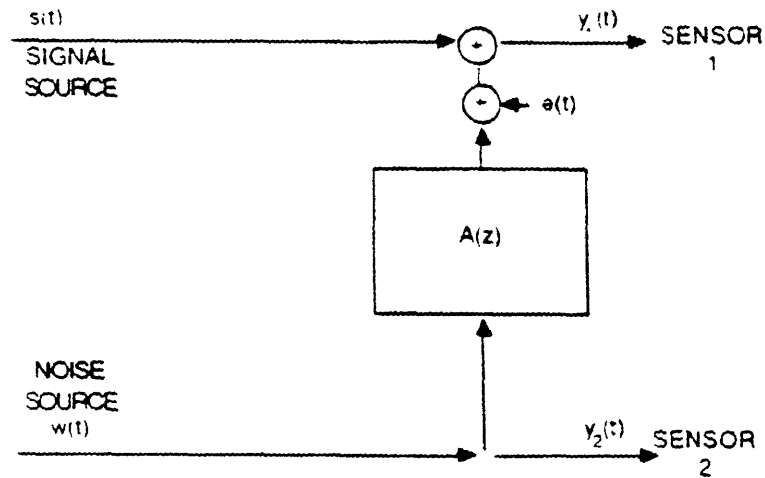 s(t)
SIGNAL
SOURCE
+
y₁(t)
SENSOR
1
+
e(t)
A(z)
NOISE
SOURCE
w(t)
y₂(t)
SENSOR
2